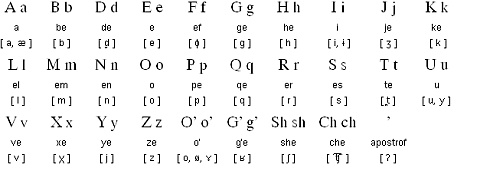 A a B b D d E e F f G g H h I i J j K k
a be de e ef ge he i je ke
[ a, æ ] [ b ] [ d̪ ] [ e ] [ ɸ ] [ g ] [ h ] [ i, ɨ ] [ ʒ ] [ k ]
L l M m N n O o P p Q q R r S s T t U u
el em en o pe qe er es te u
[ l ] [ m ] [ n ] [ o ] [ p ] [ q ] [ r ] [ s ] [ t̪ ] [ u, y ]
V v X x Y y Z z O' o' G' g' Sh sh Ch ch '
ve xe ye ze o' g'e she che apostrof
[ v ] [ χ ] [ j ] [ z ] [ o, ø, ʏ ] [ ʁ ] [ ʃ ] [ ʧ ] [ ʔ ]